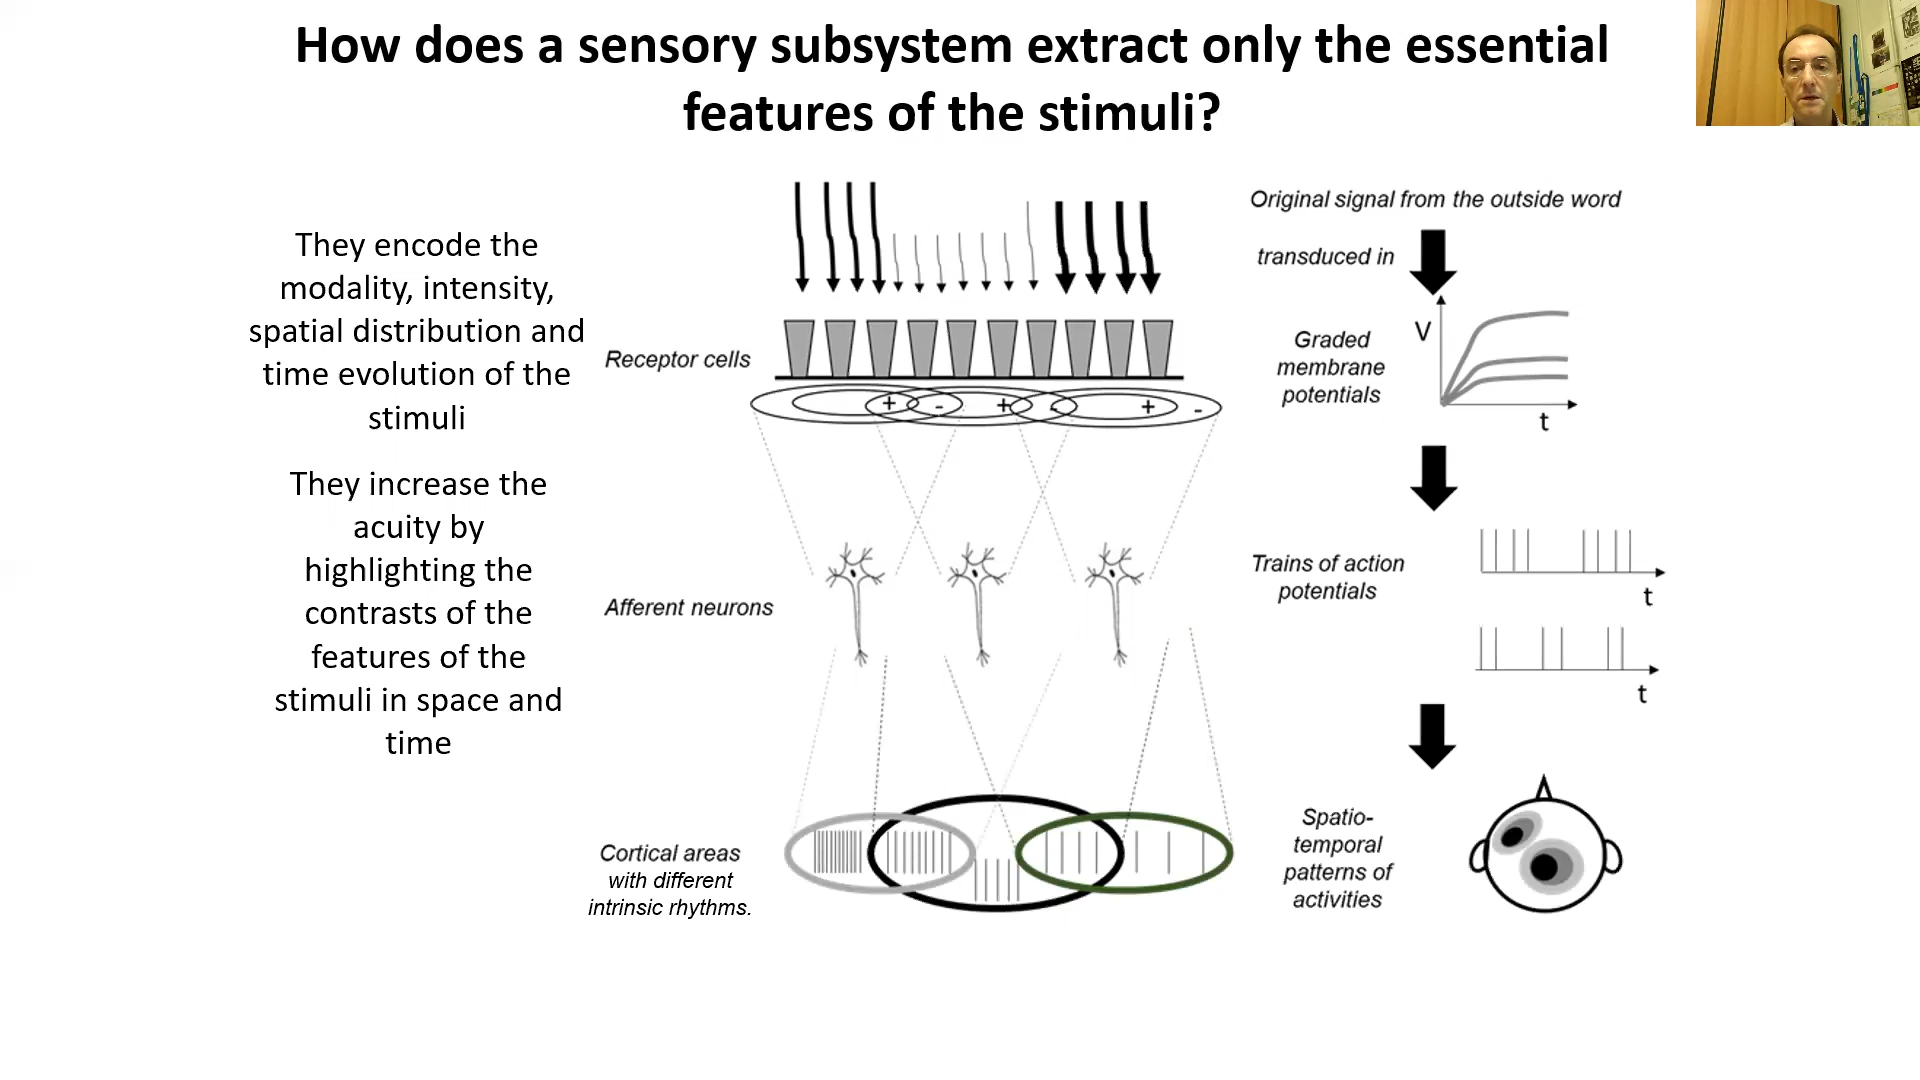 How does a sensory subsystem extract only the essential
features of the stimuli?
They encode the
modality, intensity,
spatial distribution and
time evolution of the
stimuli
They increase the
acuity by
highlighting the
contrasts of the
features of the
stimuli in space and
time
Receptor cells
+ - + - + -
Afferent neurons
Cortical areas
with different
intrinsic rhythms.
Original signal from the outside word
transduced in
V
Graded
membrane
potentials
t
Trains of action
potentials
t
t
Spatio-
temporal
patterns of
activities